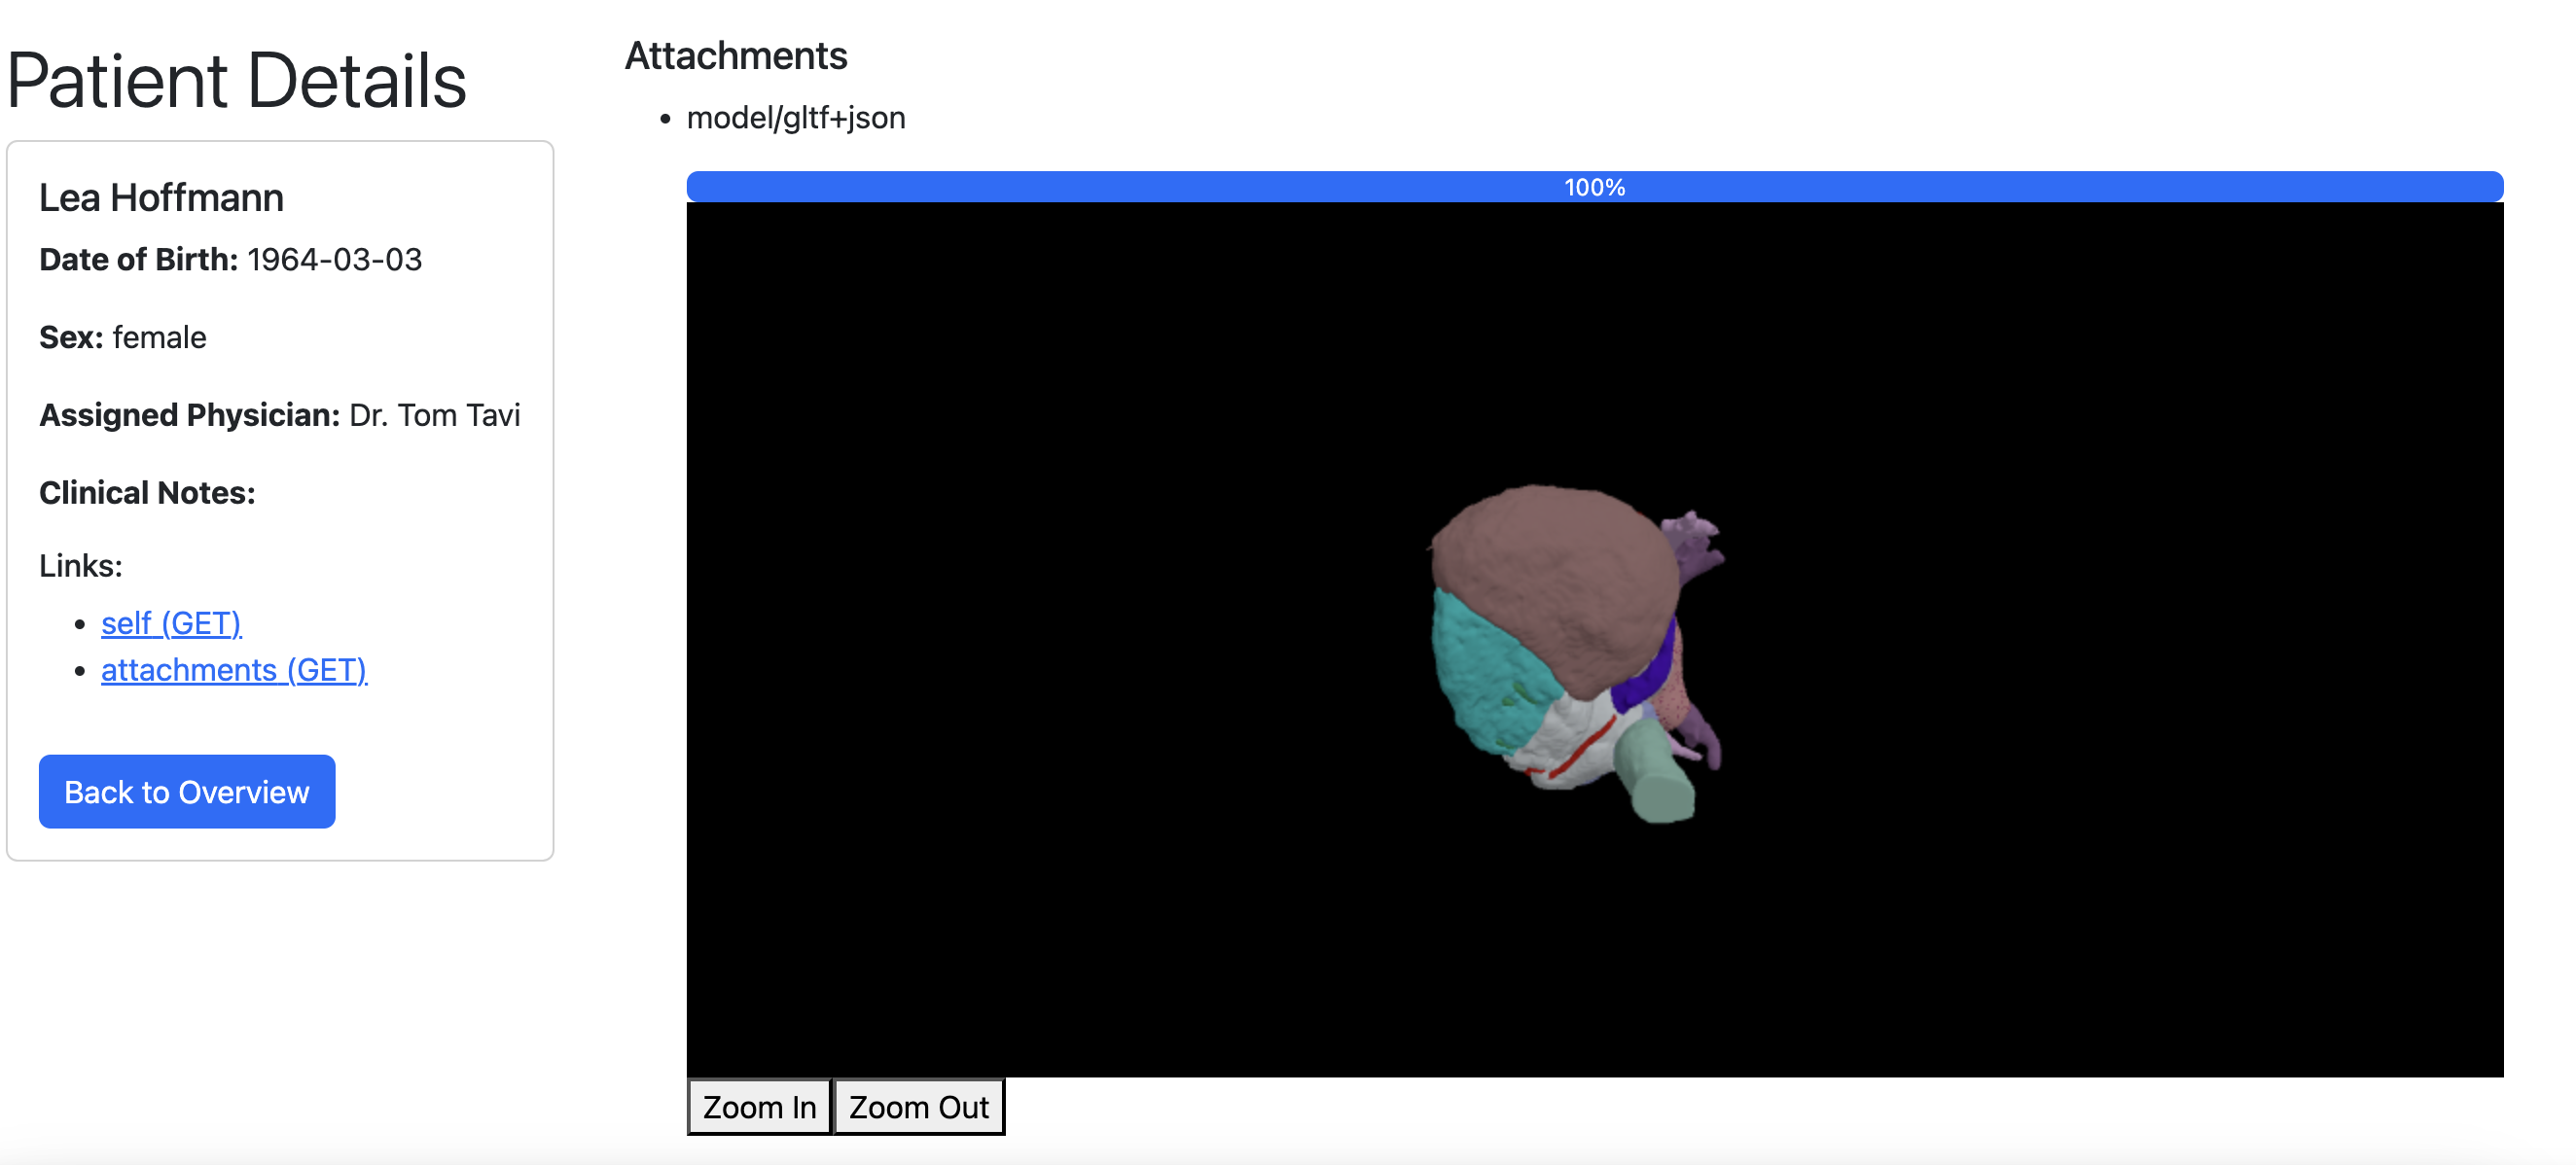 Patient Details
Lea Hoffmann
Date of Birth: 1964-03-03
Sex: female
Assigned Physician: Dr. Tom Tavi
Clinical Notes:
Links:
self (GET)
attachments (GET)
Back to Overview
Attachments
model/gltf+json
100%
Zoom In
Zoom Out